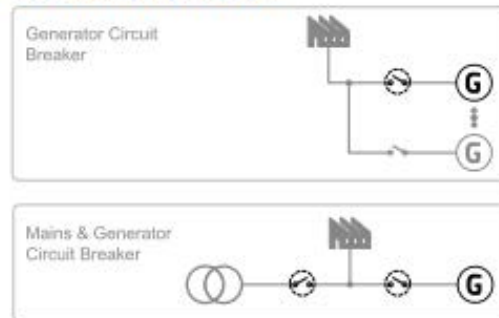 Generator Circuit
Breaker
G
G
Mains & Generator
Circuit Breaker
G